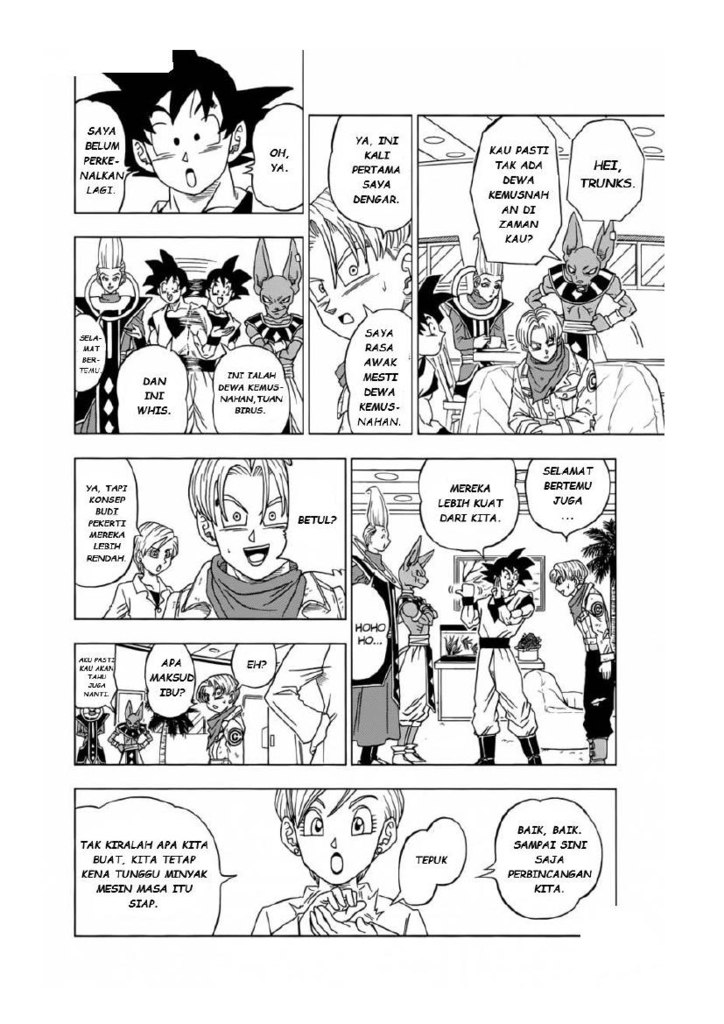 HEI,
TRUNKS.
KAU PASTI
TAK ADA
DEWA
KEMUSNAH
AN DI
ZAMAN
KAU?
YA, INI
KALI
PERTAMA
SAYA
DENGAR.
SAYA
RASA
AWAK
MESTI
DEWA
KEMUS-
NAHAN.
OH,
YA.
SAYA
BELUM
PERKE-
NALKAN
LAGI.
INI IALAH
DEWA KEMUS-
NAHAN,TUAN
BIRUS.
DAN
INI
WHIS.
SELA-
MAT
BER-
TEMU.
SELAMAT
BERTEMU
JUGA
...
MEREKA
LEBIH KUAT
DARI KITA.
HOHO
HO...
BETUL?
YA, TAPI
KONSEP
BUDI
PEKERTI
MEREKA
LEBIH
RENDAH.
EH?
APA
MAKSUD
IBU?
AKU PASTI
KAU AKAN
TAHU
JUGA
NANTI.
BAIK, BAIK.
SAMPAI SINI
SAJA
PERBINCANGAN
KITA.
TEPUK
TAK KIRALAH APA KITA
BUAT, KITA TETAP
KENA TUNGGU MINYAK
MESIN MASA ITU
SIAP.